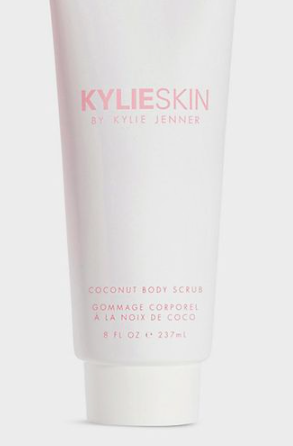 KYLIESKIN
BY KYLIE JENNER
COCONUT BODY SCRUB
GOMMAGE CORPOREL
À LA NOIX DE COCO
8 FL OZ ℮ 237mL